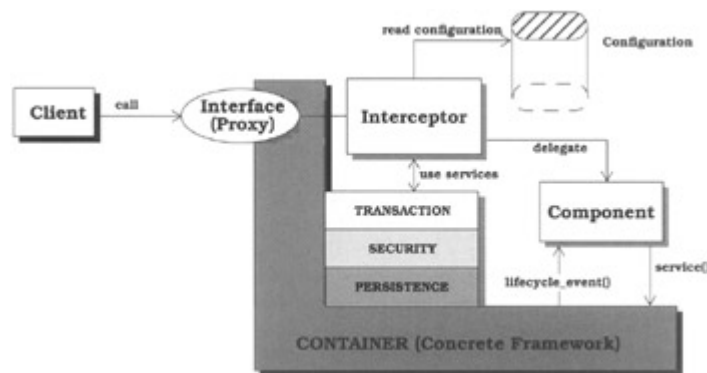 read configuration
Configuration
Client
call
Interface
(Proxy)
Interceptor
delegate
use services
TRANSACTION
SECURITY
PERSISTENCE
Component
lifecycle_event()
service()
CONTAINER (Concrete Framework)